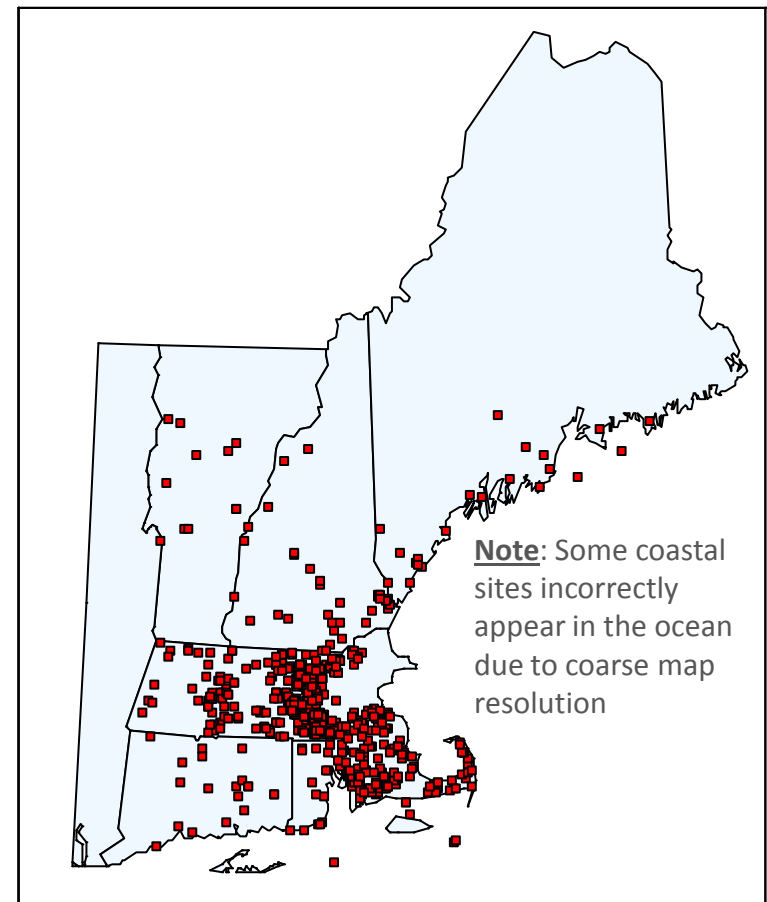 Note: Some coastal
sites incorrectly
appear in the ocean
due to coarse map
resolution